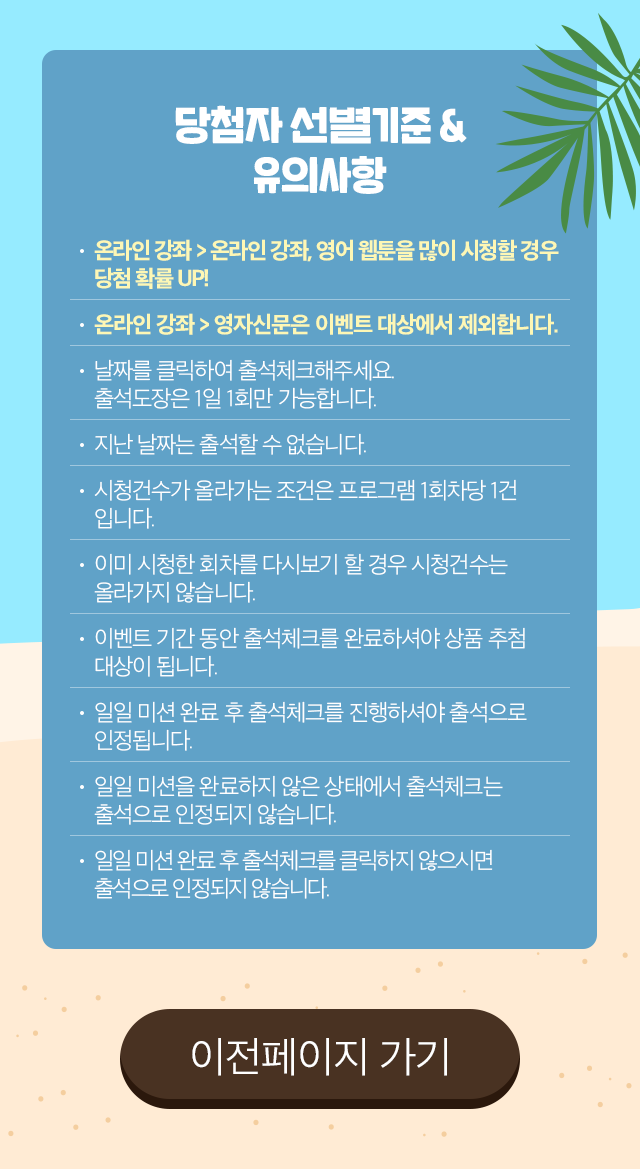 당첨자 선별기준 &
유의사항
· 온라인 강좌 > 온라인 강좌, 영어 웹툰을 많이 시청할 경우
당첨 확률 UP!
· 온라인 강좌 > 영자신문은 이벤트 대상에서 제외합니다.
· 날짜를 클릭하여 출석체크해주세요.
출석도장은 1일 1회만 가능합니다.
· 지난 날짜는 출석할 수 없습니다.
· 시청건수가 올라가는 조건은 프로그램 1회차당 1건
입니다.
· 이미 시청한 회차를 다시보기 할 경우 시청건수는
올라가지 않습니다.
· 이벤트 기간 동안 출석체크를 완료하셔야 상품 추첨
대상이 됩니다.
· 일일 미션 완료 후 출석체크를 진행하셔야 출석으로
인정됩니다.
· 일일 미션을 완료하지 않은 상태에서 출석체크는
출석으로 인정되지 않습니다.
· 일일 미션 완료 후 출석체크를 클릭하지 않으시면
출석으로 인정되지 않습니다.
이전페이지 가기